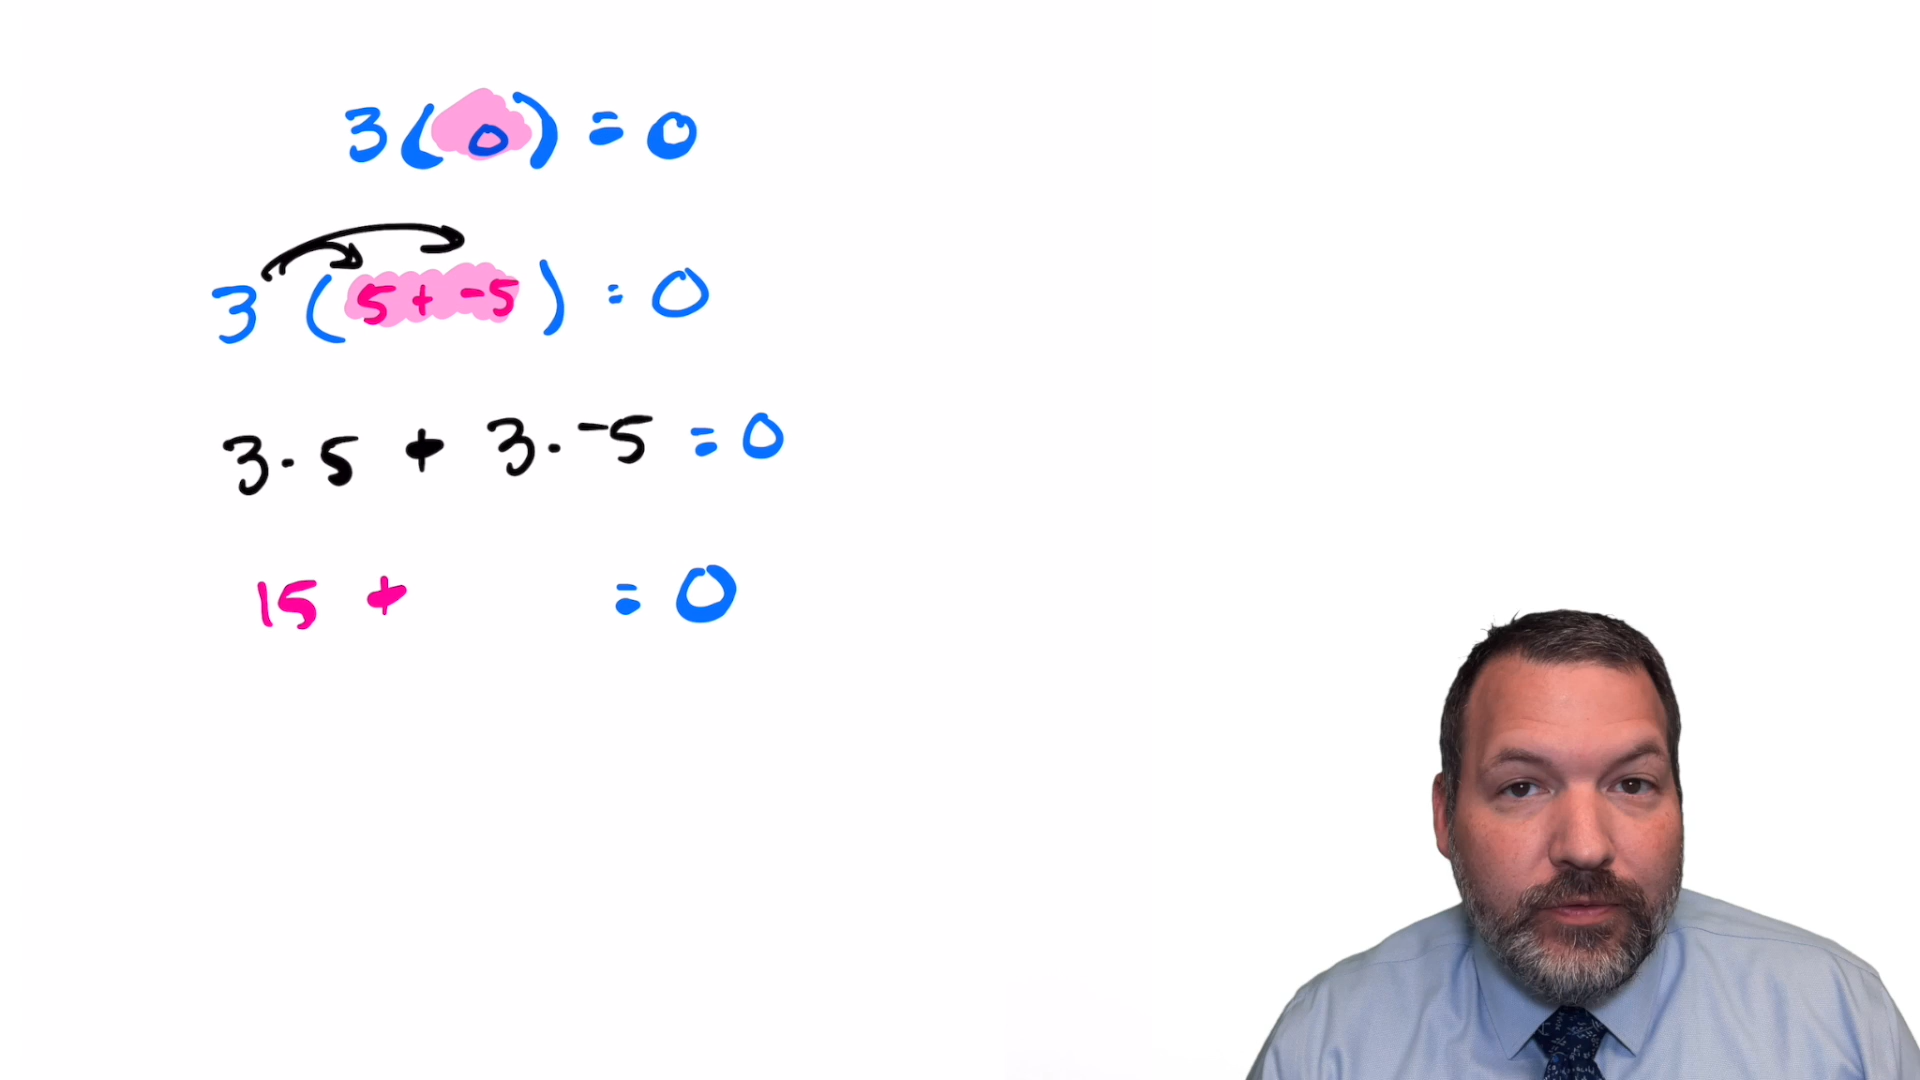 3(0) = 0
3(5 + -5) = 0
3·5 + 3·-5 = 0
15 + = 0